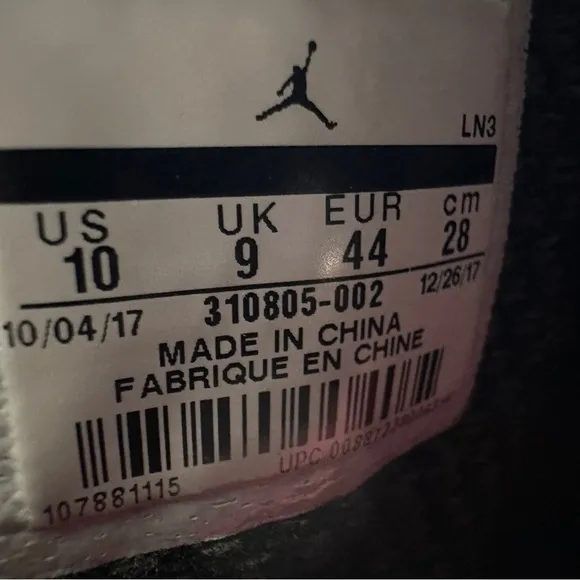 LN3
US UK EUR cm
10 9 44 28
10/04/17 310805-002 12/26/17
MADE IN CHINA
FABRIQUE EN CHINE
UPC
107881115